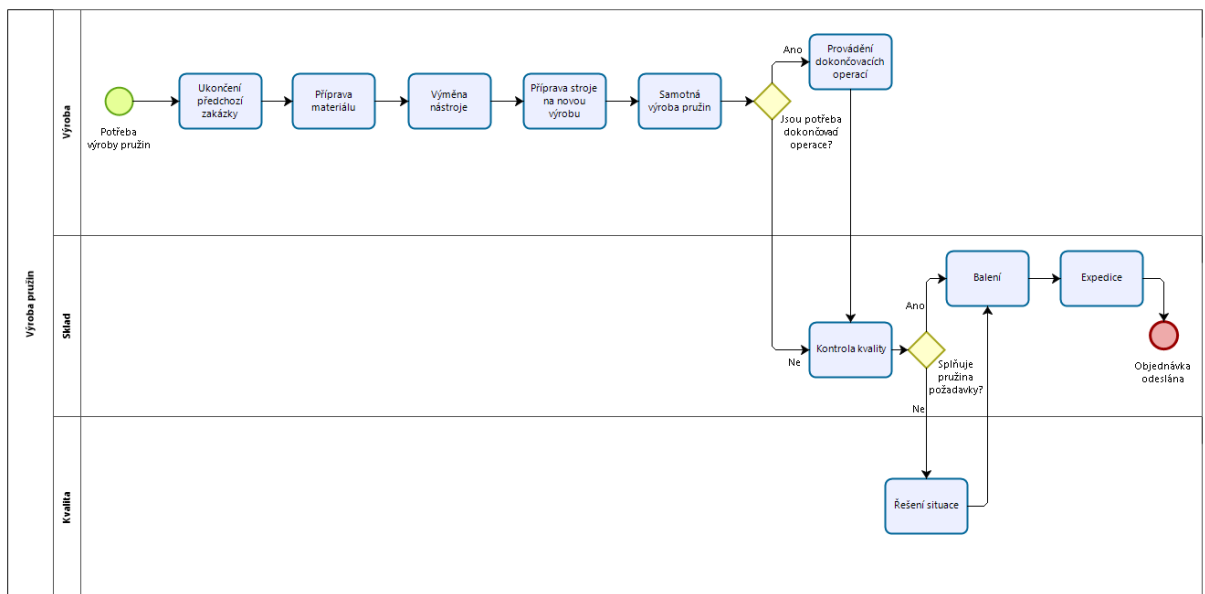 Výroba pružin
Výroba
Potřeba
výroby pružin
Ukončení
předchozí
zakázky
Příprava
materiálu
Výměna
nástroje
Příprava stroje
na novou
výrobu
Samotná
výroba pružin
Jsou potřeba
dokončovací
operace?
Ano
Provádění
dokončovacích
operací
Sklad
Ne
Kontrola kvality
Splňuje
pružina
požadavky?
Ano
Ne
Balení
Expedice
Objednávka
odeslána
Kvalita
Řešení situace